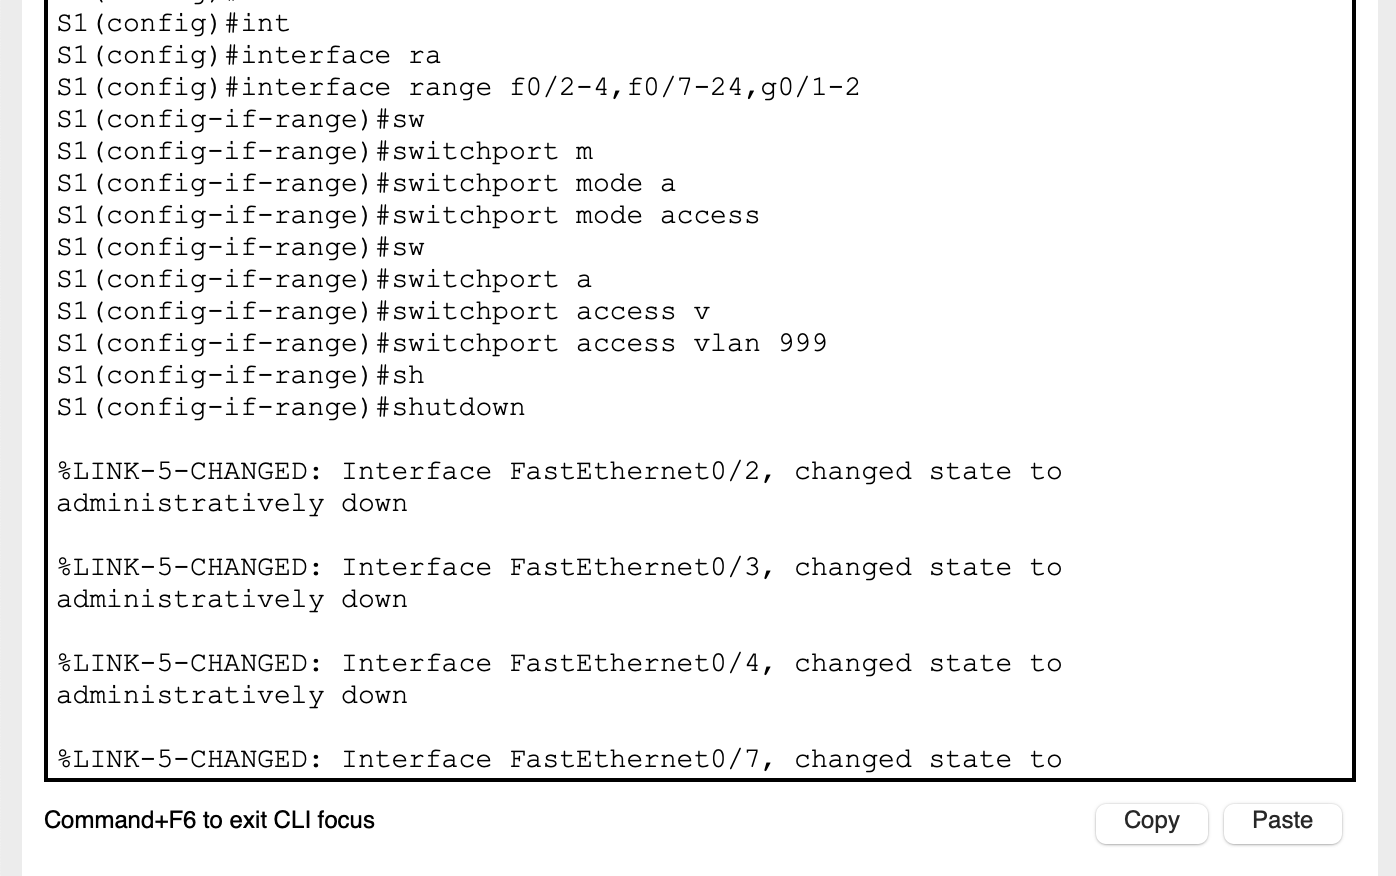 S1(config)#int
S1(config)#interface ra
S1(config)#interface range f0/2-4,f0/7-24,g0/1-2
S1(config-if-range)#sw
S1(config-if-range)#switchport m
S1(config-if-range)#switchport mode a
S1(config-if-range)#switchport mode access
S1(config-if-range)#sw
S1(config-if-range)#switchport a
S1(config-if-range)#switchport access v
S1(config-if-range)#switchport access vlan 999
S1(config-if-range)#sh
S1(config-if-range)#shutdown
%LINK-5-CHANGED: Interface FastEthernet0/2, changed state to
administratively down
%LINK-5-CHANGED: Interface FastEthernet0/3, changed state to
administratively down
%LINK-5-CHANGED: Interface FastEthernet0/4, changed state to
administratively down
%LINK-5-CHANGED: Interface FastEthernet0/7, changed state to
Command+F6 to exit CLI focus
Copy
Paste